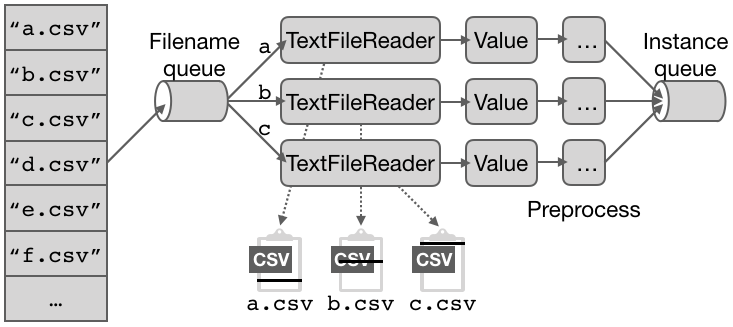 “a.csv”
“b.csv”
“c.csv”
“d.csv”
“e.csv”
“f.csv”
…
Filename
queue
a
b
c
TextFileReader
Value
…
TextFileReader
Value
…
TextFileReader
Value
…
Preprocess
Instance
queue
CSV
CSV
CSV
a.csv
b.csv
c.csv